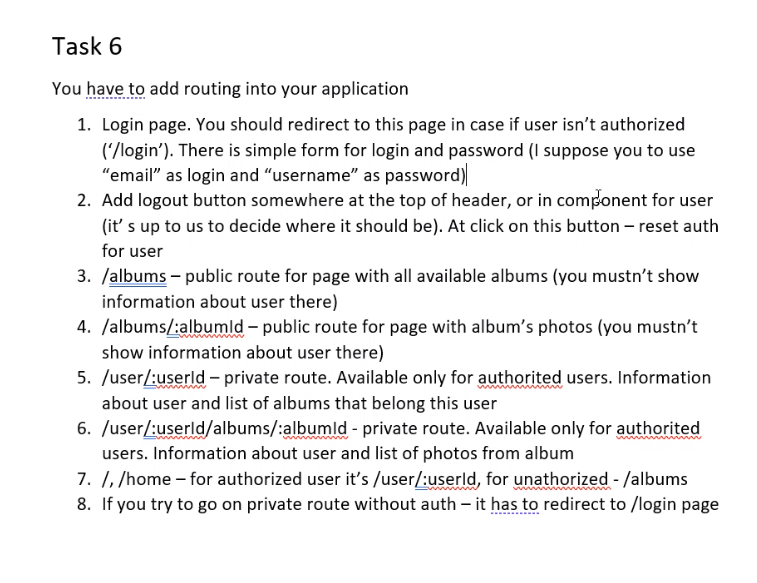 Task 6
You have to add routing into your application
1. Login page. You should redirect to this page in case if user isn’t authorized
(‘/login’). There is simple form for login and password (I suppose you to use
“email” as login and “username” as password)
2. Add logout button somewhere at the top of header, or in component for user
(it’ s up to us to decide where it should be). At click on this button – reset auth
for user
3. /albums – public route for page with all available albums (you mustn’t show
information about user there)
4. /albums/:albumId – public route for page with album’s photos (you mustn’t
show information about user there)
5. /user/:userId – private route. Available only for authorited users. Information
about user and list of albums that belong this user
6. /user/:userId/albums/:albumId - private route. Available only for authorited
users. Information about user and list of photos from album
7. /, /home – for authorized user it’s /user/:userId, for unathorized - /albums
8. If you try to go on private route without auth – it has to redirect to /login page